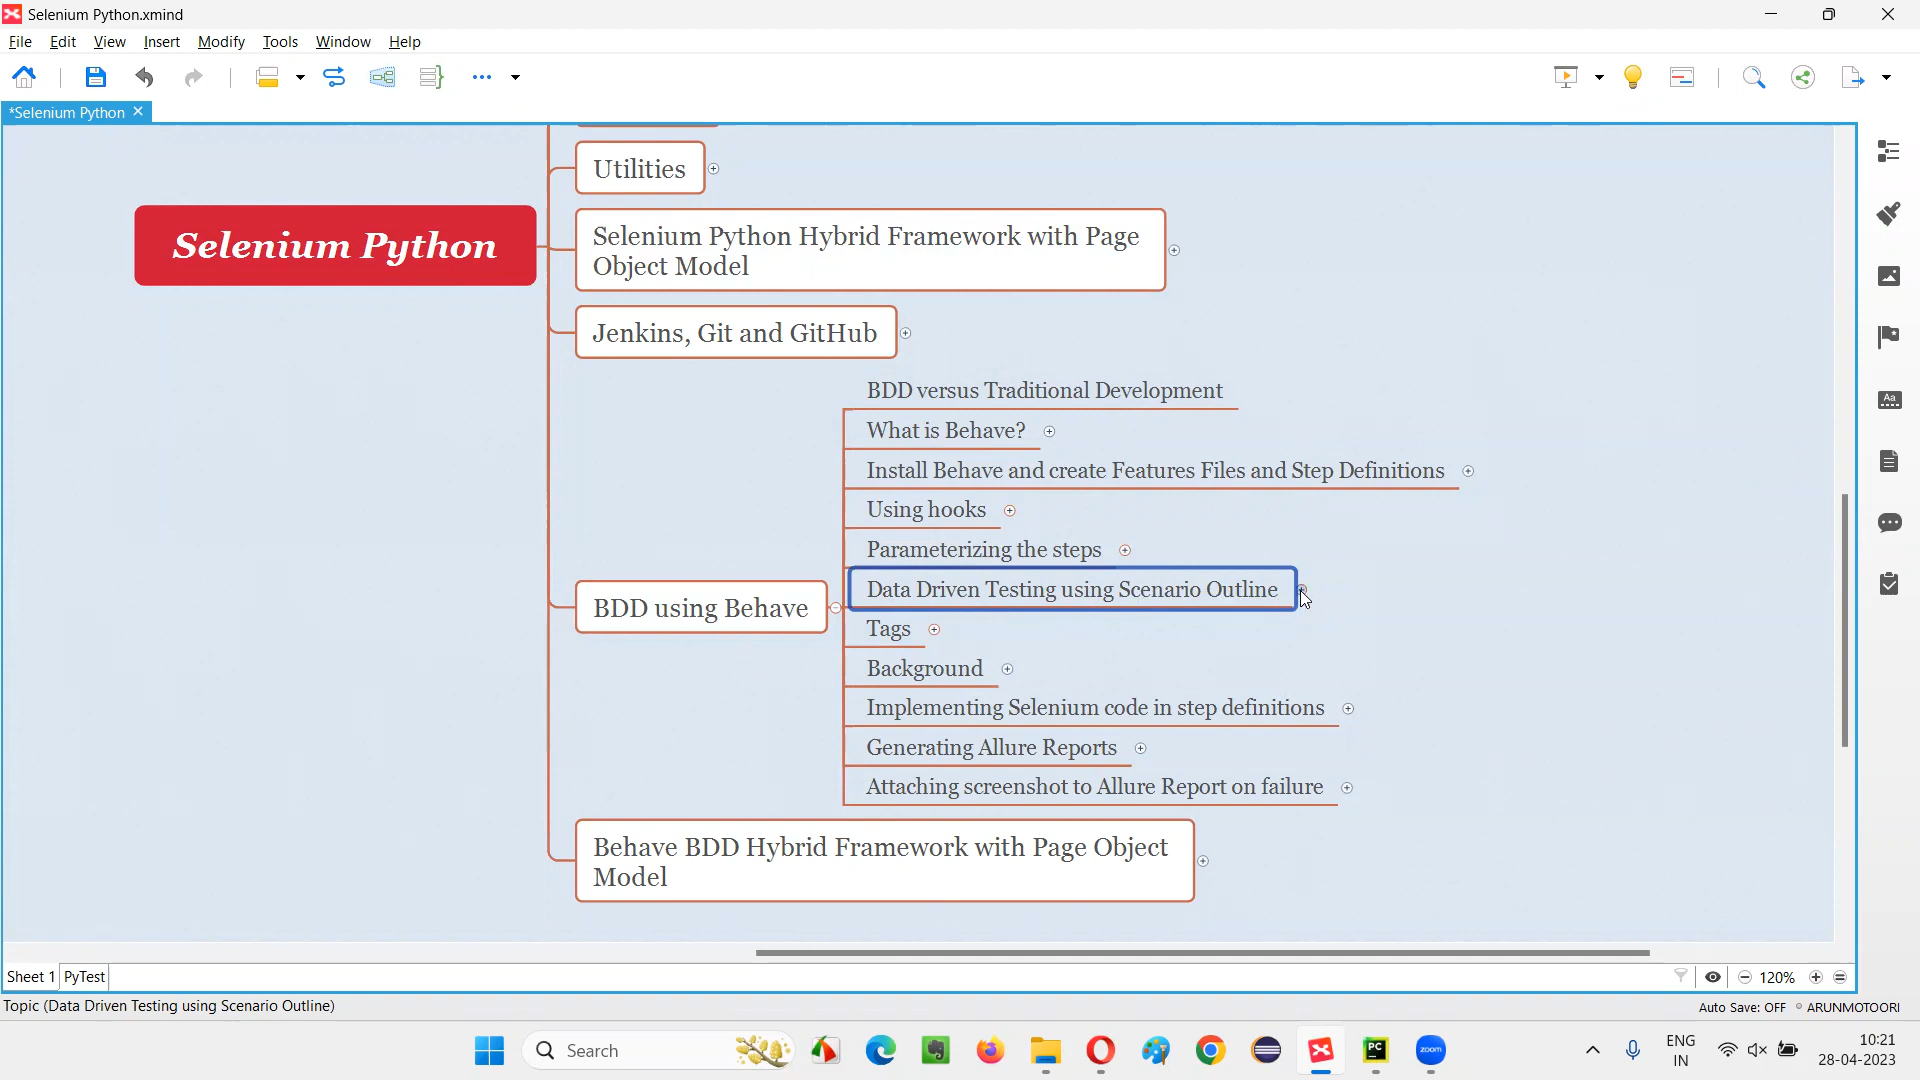 Selenium Python.xmind
File Edit View Insert Modify Tools Window Help
*Selenium Python
Utilities
Selenium Python
Selenium Python Hybrid Framework with Page
Object Model
Jenkins, Git and GitHub
BDD versus Traditional Development
What is Behave?
Install Behave and create Features Files and Step Definitions
Using hooks
Parameterizing the steps
Data Driven Testing using Scenario Outline
BDD using Behave
Tags
Background
Implementing Selenium code in step definitions
Generating Allure Reports
Attaching screenshot to Allure Report on failure
Behave BDD Hybrid Framework with Page Object
Model
Sheet 1 PyTest
120%
Topic (Data Driven Testing using Scenario Outline)
Auto Save: OFF ARUNMOTOORI
Search
PC
zoom
ENG
IN
10:21
28-04-2023
Aa